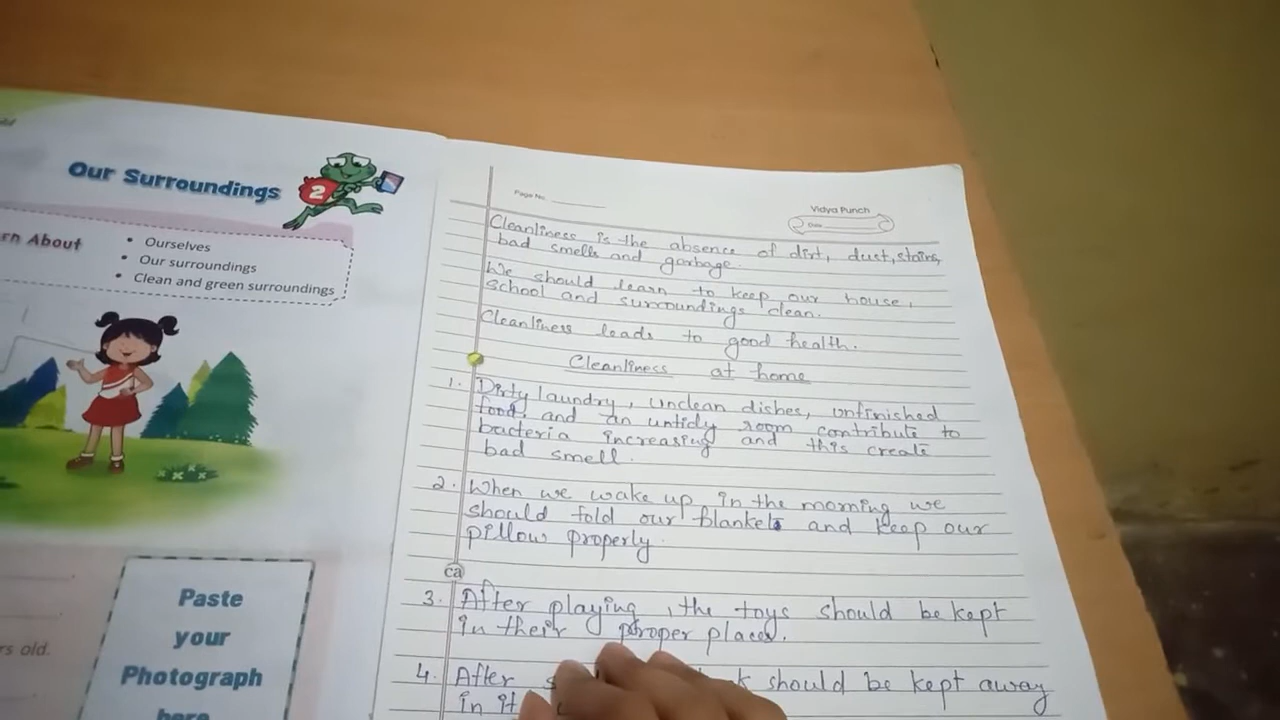 Our Surroundings
2
rn About
Ourselves
Our surroundings
Clean and green surroundings
Paste
your
Photograph
here
rs old.
Page No.
Vidya Punch
Date
Cleanliness is the absence of dirt, dust, stains,
bad smells and garbage.
We should learn to keep our house,
school and surroundings clean.
Cleanliness leads to good health.
Cleanliness at home
1. Dirty laundry, unclean dishes, unfinished
food, and an untidy room contribute to
bacteria increasing and this create
bad smell.
2. When we wake up in the morning we
should fold our blankets and keep our
pillow properly.
ca
3. After playing, the toys should be kept
in their proper places.
4. After should be kept away
in it